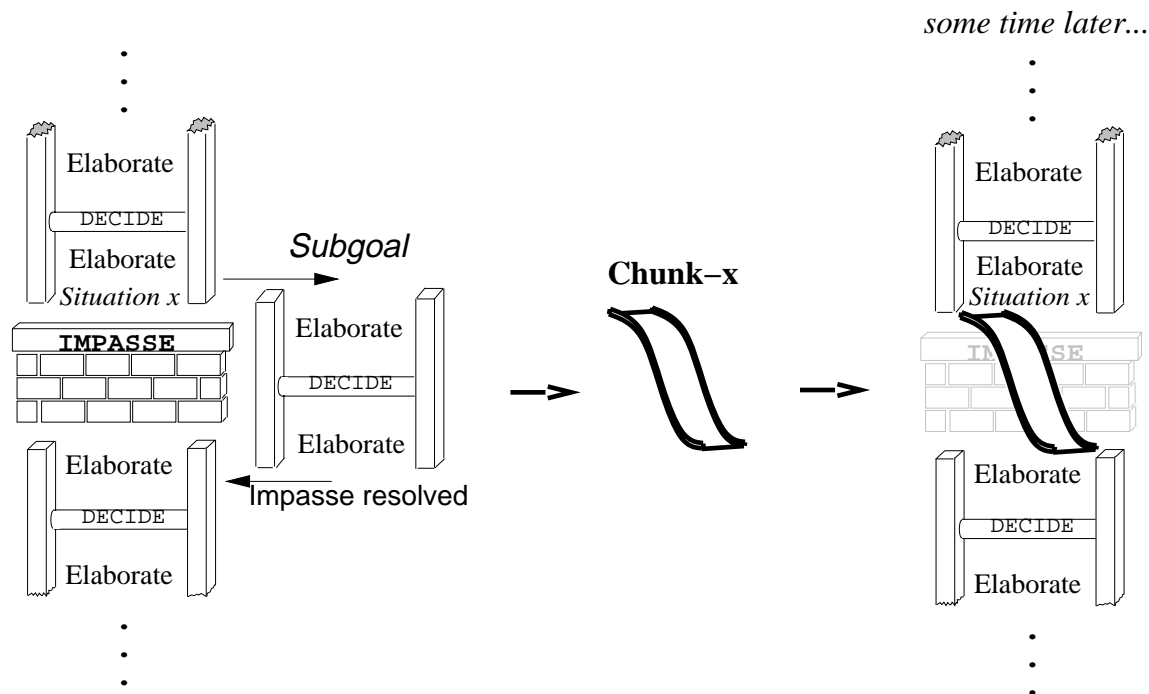 Elaborate
DECIDE
Elaborate
Situation x
IMPASSE
Elaborate
DECIDE
Elaborate
Subgoal
Elaborate
DECIDE
Elaborate
Impasse resolved
Chunk–x
some time later...
Elaborate
DECIDE
Elaborate
Situation x
IMPASSE
Elaborate
DECIDE
Elaborate